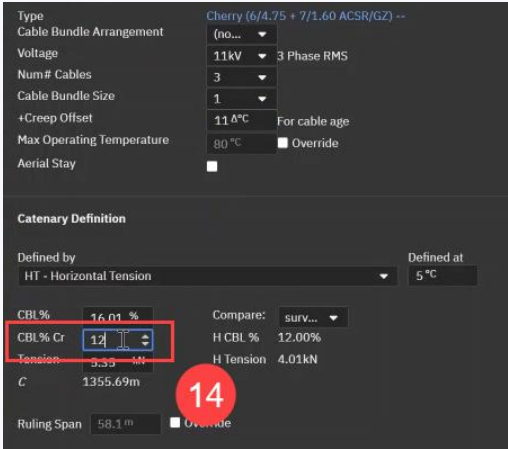 Type Cherry (6/4.75 + 7/1.60 ACSR/GZ) --
Cable Bundle Arrangement (no...
Voltage 11kV 3 Phase RMS
Num# Cables 3
Cable Bundle Size 1
+Creep Offset 11 Δ°C For cable age
Max Operating Temperature 80 °C Override
Aerial Stay
Catenary Definition
Defined by Defined at
HT - Horizontal Tension 5 °C
CBL% 16.01 % Compare: surv...
CBL% Cr 12 H CBL % 12.00%
Tension 5.35 kN H Tension 4.01kN
C 1355.69m
14
Ruling Span 58.1 m Override